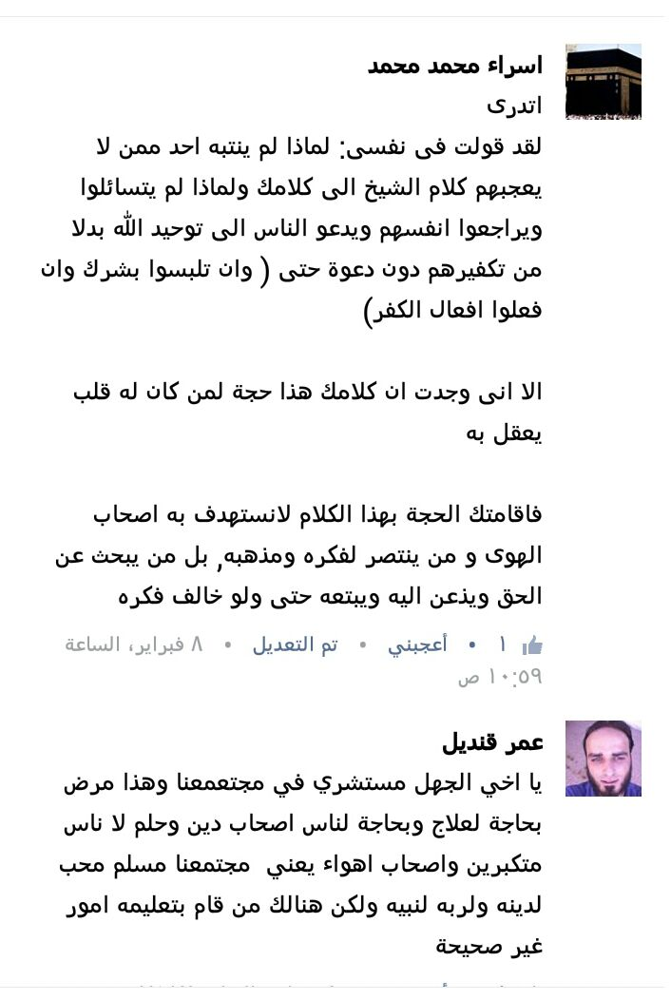 اسراء محمد محمد
اتدرى
لقد قولت فى نفسى: لماذا لم ينتبه احد ممن لا
يعجبهم كلام الشيخ الى كلامك ولماذا لم يتسائلوا
ويراجعوا انفسهم ويدعو الناس الى توحيد الله بدلا
من تكفيرهم دون دعوة حتى ( وان تلبسوا بشرك وان
فعلوا افعال الكفر)
الا انى وجدت ان كلامك هذا حجة لمن كان له قلب
يعقل به
فاقامتك الحجة بهذا الكلام لانستهدف به اصحاب
الهوى و من ينتصر لفكره ومذهبه, بل من يبحث عن
الحق ويذعن اليه ويبتعه حتى ولو خالف فكره
١ • أعجبني • تم التعديل • ٨ فبراير، الساعة
١٠:٥٩ ص
عمر قنديل
يا اخي الجهل مستشري في مجتعمعنا وهذا مرض
بحاجة لعلاج وبحاجة لناس اصحاب دين وحلم لا ناس
متكبرين واصحاب اهواء يعني مجتمعنا مسلم محب
لدينه ولربه لنبيه ولكن هنالك من قام بتعليمه امور
غير صحيحة